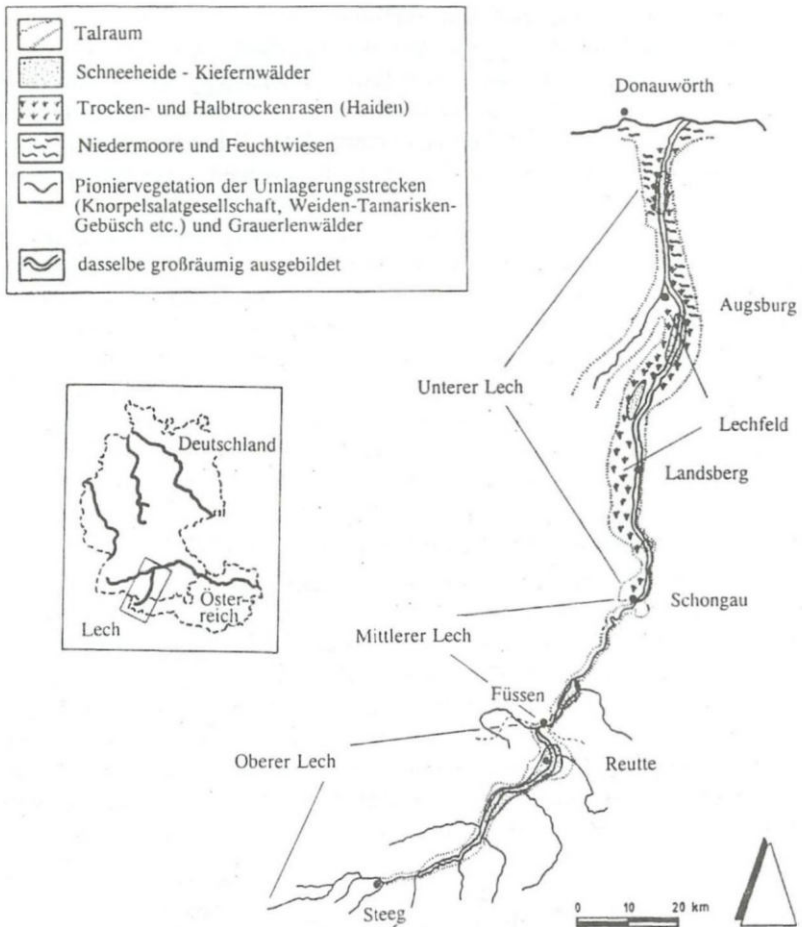 Talraum
Schneeheide - Kiefernwälder
Trocken- und Halbtrockenrasen (Haiden)
Niedermoore und Feuchtwiesen
Pioniervegetation der Umlagerungsstrecken
(Knorpelsalatgesellschaft, Weiden-Tamarisken-
Gebüsch etc.) und Grauerlenwälder
dasselbe großräumig ausgebildet
Donauwörth
Augsburg
Unterer Lech
Lechfeld
Landsberg
Schongau
Mittlerer Lech
Füssen
Oberer Lech
Reutte
Steeg
Deutschland
Öster-
reich
Lech
0 10 20 km